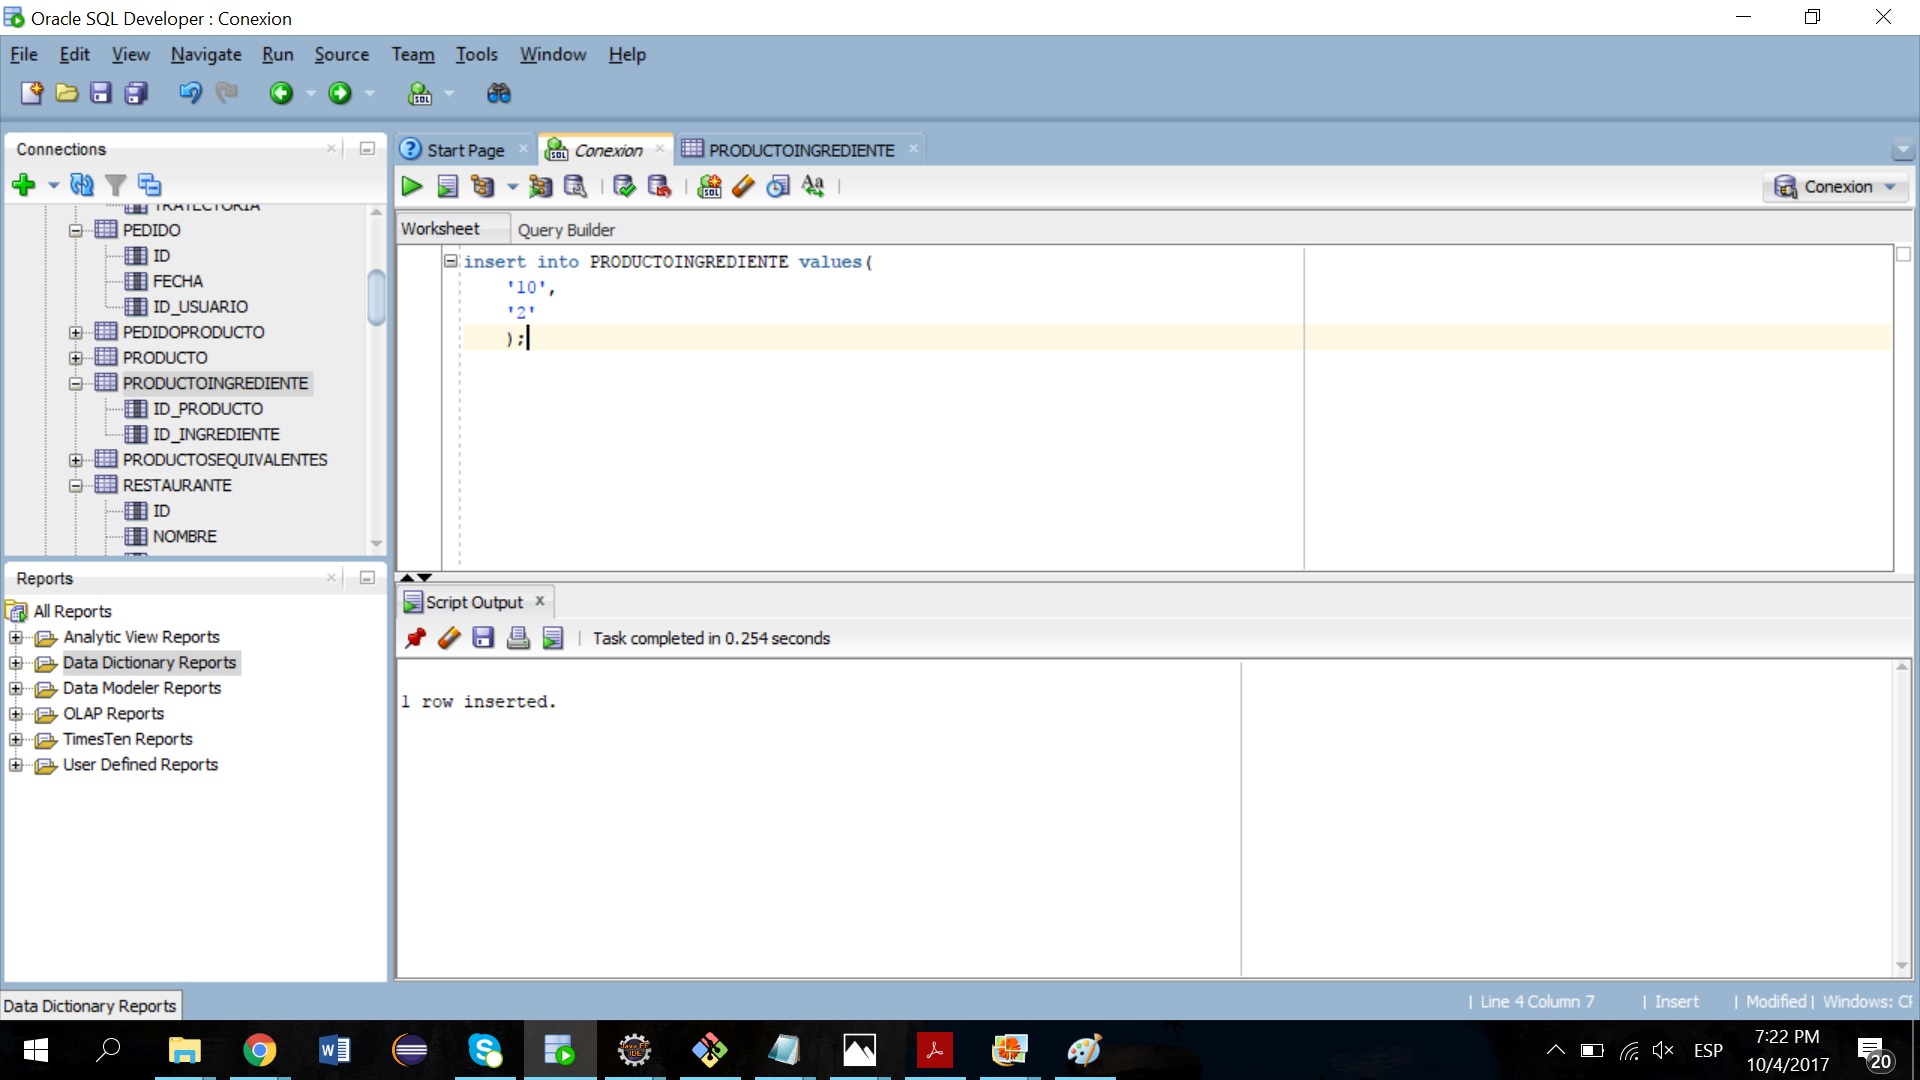 Oracle SQL Developer : Conexion
File Edit View Navigate Run Source Team Tools Window Help
Connections
Start Page
Conexion
PRODUCTOINGREDIENTE
Conexion
TRAYECTORIA
PEDIDO
ID
FECHA
ID_USUARIO
PEDIDOPRODUCTO
PRODUCTO
PRODUCTOINGREDIENTE
ID_PRODUCTO
ID_INGREDIENTE
PRODUCTOSEQUIVALENTES
RESTAURANTE
ID
NOMBRE
Worksheet Query Builder
insert into PRODUCTOINGREDIENTE values(
'10',
'2'
);
Reports
All Reports
Analytic View Reports
Data Dictionary Reports
Data Modeler Reports
OLAP Reports
TimesTen Reports
User Defined Reports
Script Output
Task completed in 0.254 seconds
1 row inserted.
Data Dictionary Reports
| Line 4 Column 7 | Insert | Modified | Windows: CF
ESP
7:22 PM
10/4/2017
20